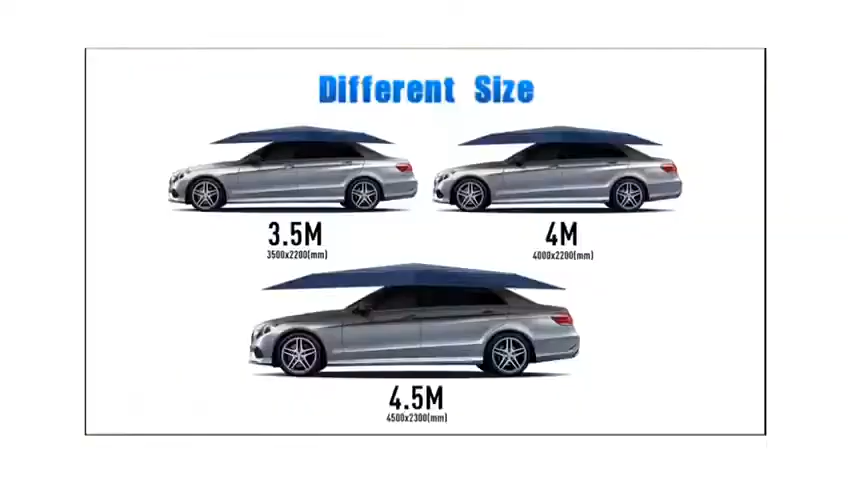 Different Size
3.5M
3500x2200(mm)
4M
4000x2200(mm)
4.5M
4500x2300(mm)